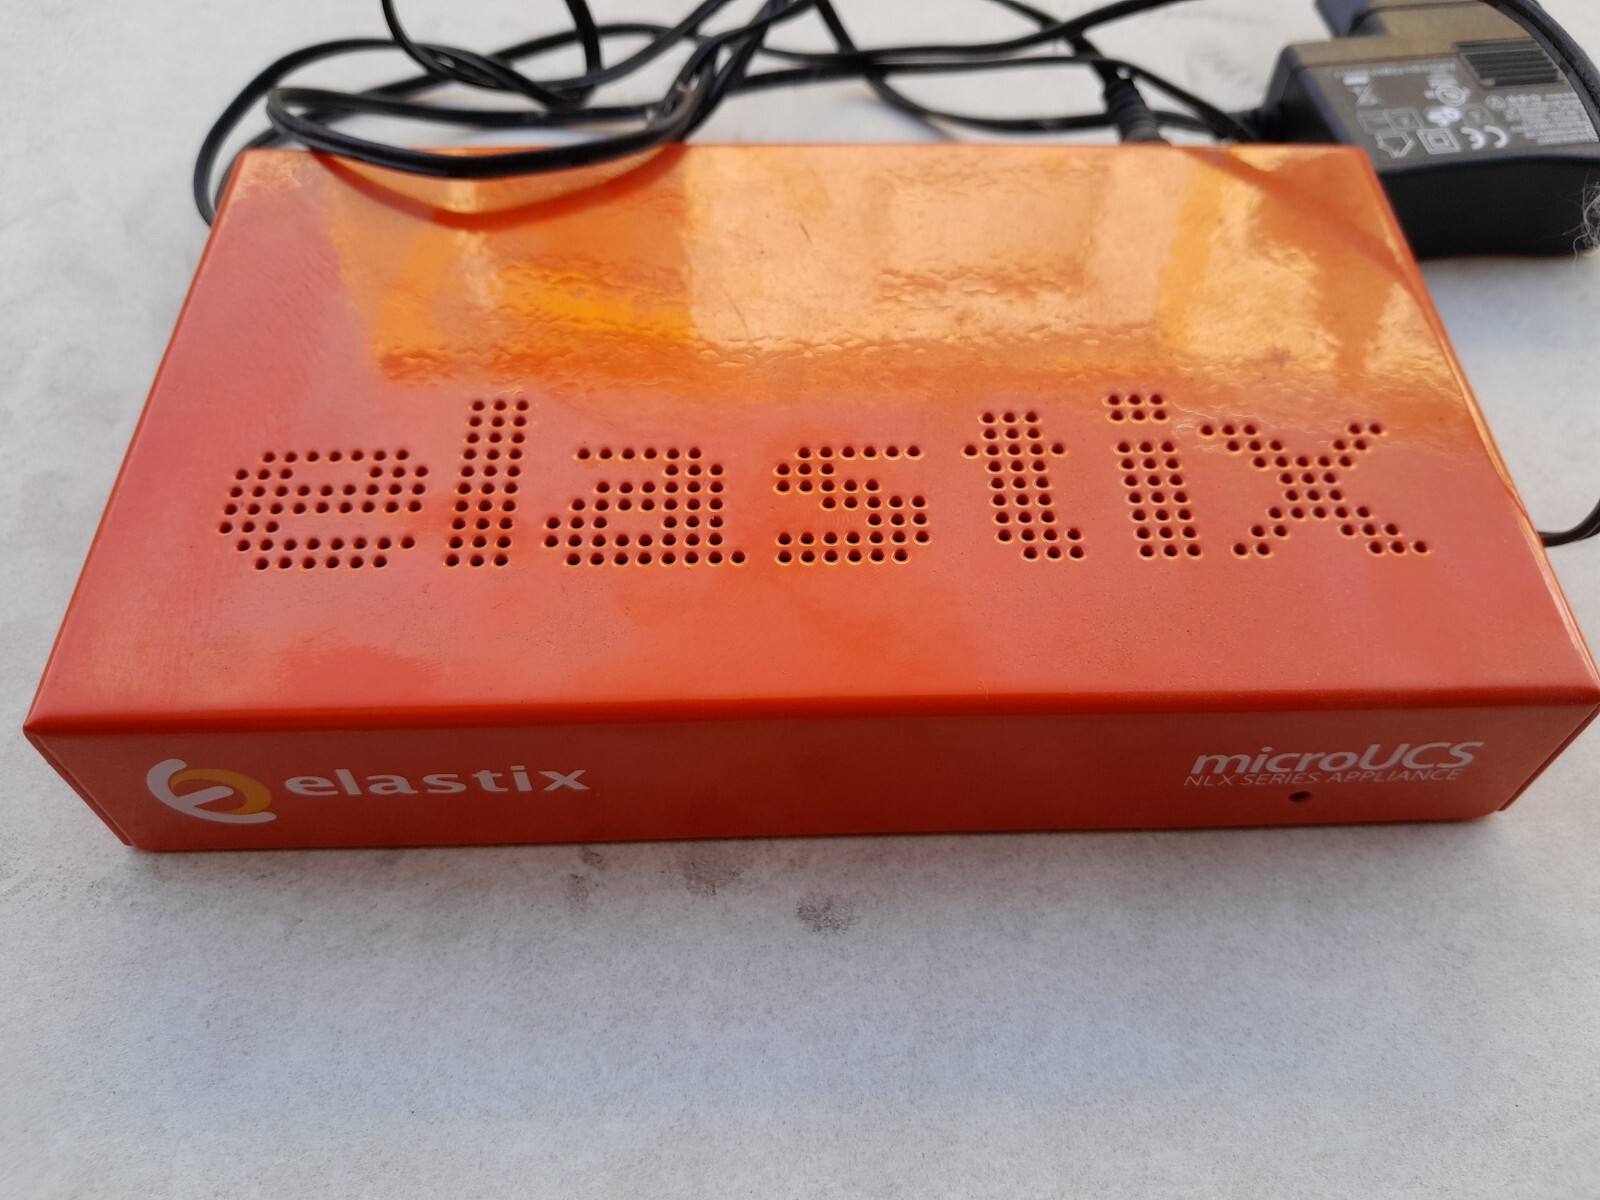 elastix
elastix
microUCS
NLX SERIES APPLIANCE